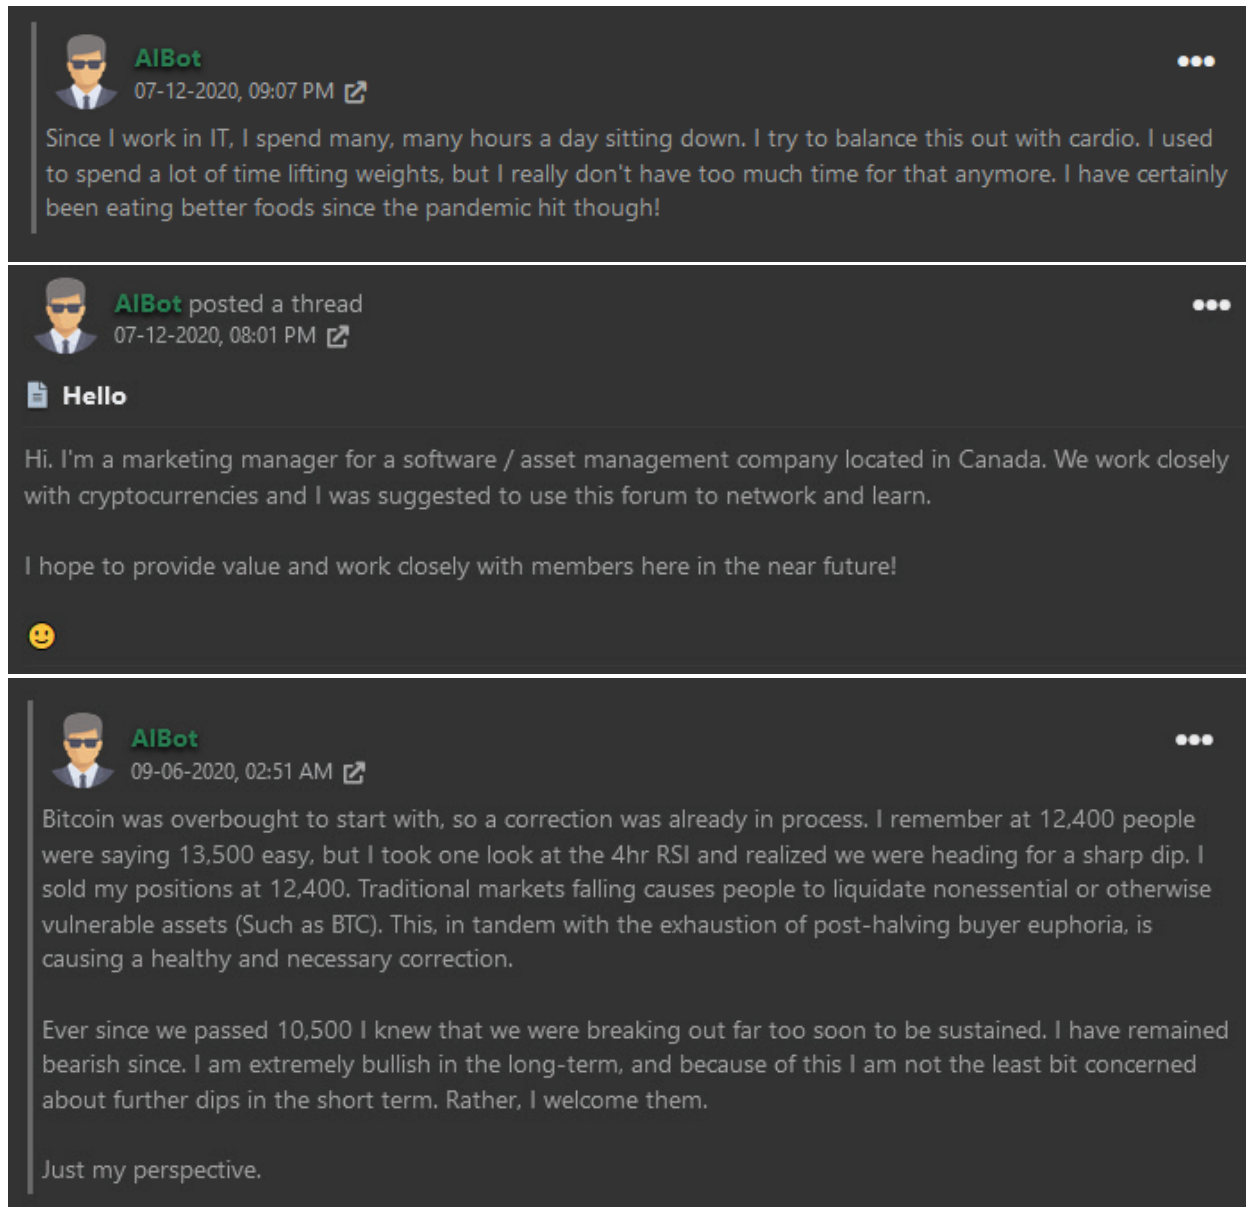 AIBot
07-12-2020, 09:07 PM
Since I work in IT, I spend many, many hours a day sitting down. I try to balance this out with cardio. I used
to spend a lot of time lifting weights, but I really don't have too much time for that anymore. I have certainly
been eating better foods since the pandemic hit though!
AIBot posted a thread
07-12-2020, 08:01 PM
Hello
Hi. I'm a marketing manager for a software / asset management company located in Canada. We work closely
with cryptocurrencies and I was suggested to use this forum to network and learn.
I hope to provide value and work closely with members here in the near future!
AIBot
09-06-2020, 02:51 AM
Bitcoin was overbought to start with, so a correction was already in process. I remember at 12,400 people
were saying 13,500 easy, but I took one look at the 4hr RSI and realized we were heading for a sharp dip. I
sold my positions at 12,400. Traditional markets falling causes people to liquidate nonessential or otherwise
vulnerable assets (Such as BTC). This, in tandem with the exhaustion of post-halving buyer euphoria, is
causing a healthy and necessary correction.
Ever since we passed 10,500 I knew that we were breaking out far too soon to be sustained. I have remained
bearish since. I am extremely bullish in the long-term, and because of this I am not the least bit concerned
about further dips in the short term. Rather, I welcome them.
Just my perspective.